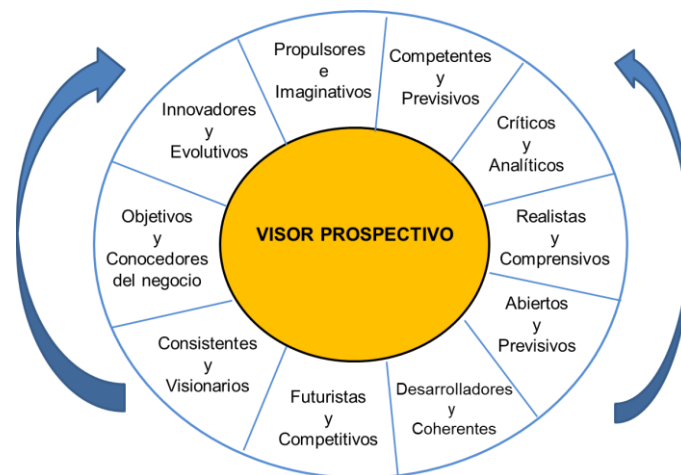 Propulsores
e
Imaginativos
Competentes
y
Previsivos
Críticos
y
Analíticos
Realistas
y
Comprensivos
Abiertos
y
Previsivos
Desarrolladores
y
Coherentes
Futuristas
y
Competitivos
Consistentes
y
Visionarios
Objetivos
y
Conocedores
del negocio
Innovadores
y
Evolutivos
VISOR PROSPECTIVO